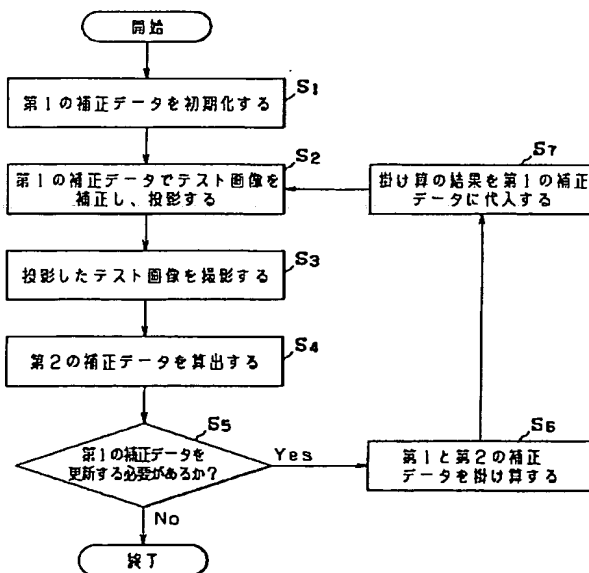 開始
S1
第1の補正データを初期化する
S2
第1の補正データでテスト画像を
補正し、投影する
S3
投影したテスト画像を撮影する
S4
第2の補正データを算出する
S5
第1の補正データを
更新する必要があるか?
Yes
No
終了
S6
第1と第2の補正
データを掛け算する
S7
掛け算の結果を第1の補正
データに代入する